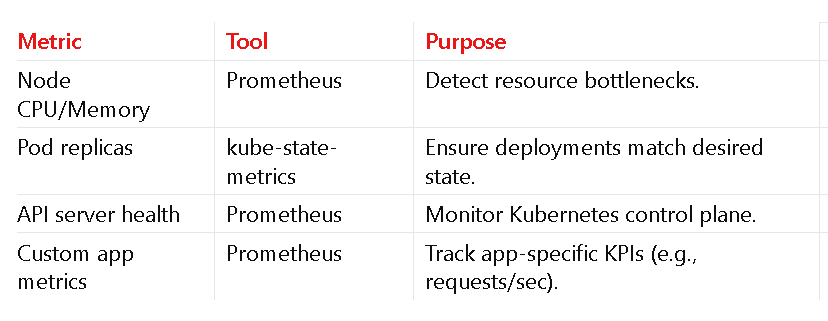 Metric Tool Purpose
Node Prometheus Detect resource bottlenecks.
CPU/Memory
Pod replicas kube-state- Ensure deployments match desired
metrics state.
API server health Prometheus Monitor Kubernetes control plane.
Custom app Prometheus Track app-specific KPIs (e.g.,
metrics requests/sec).